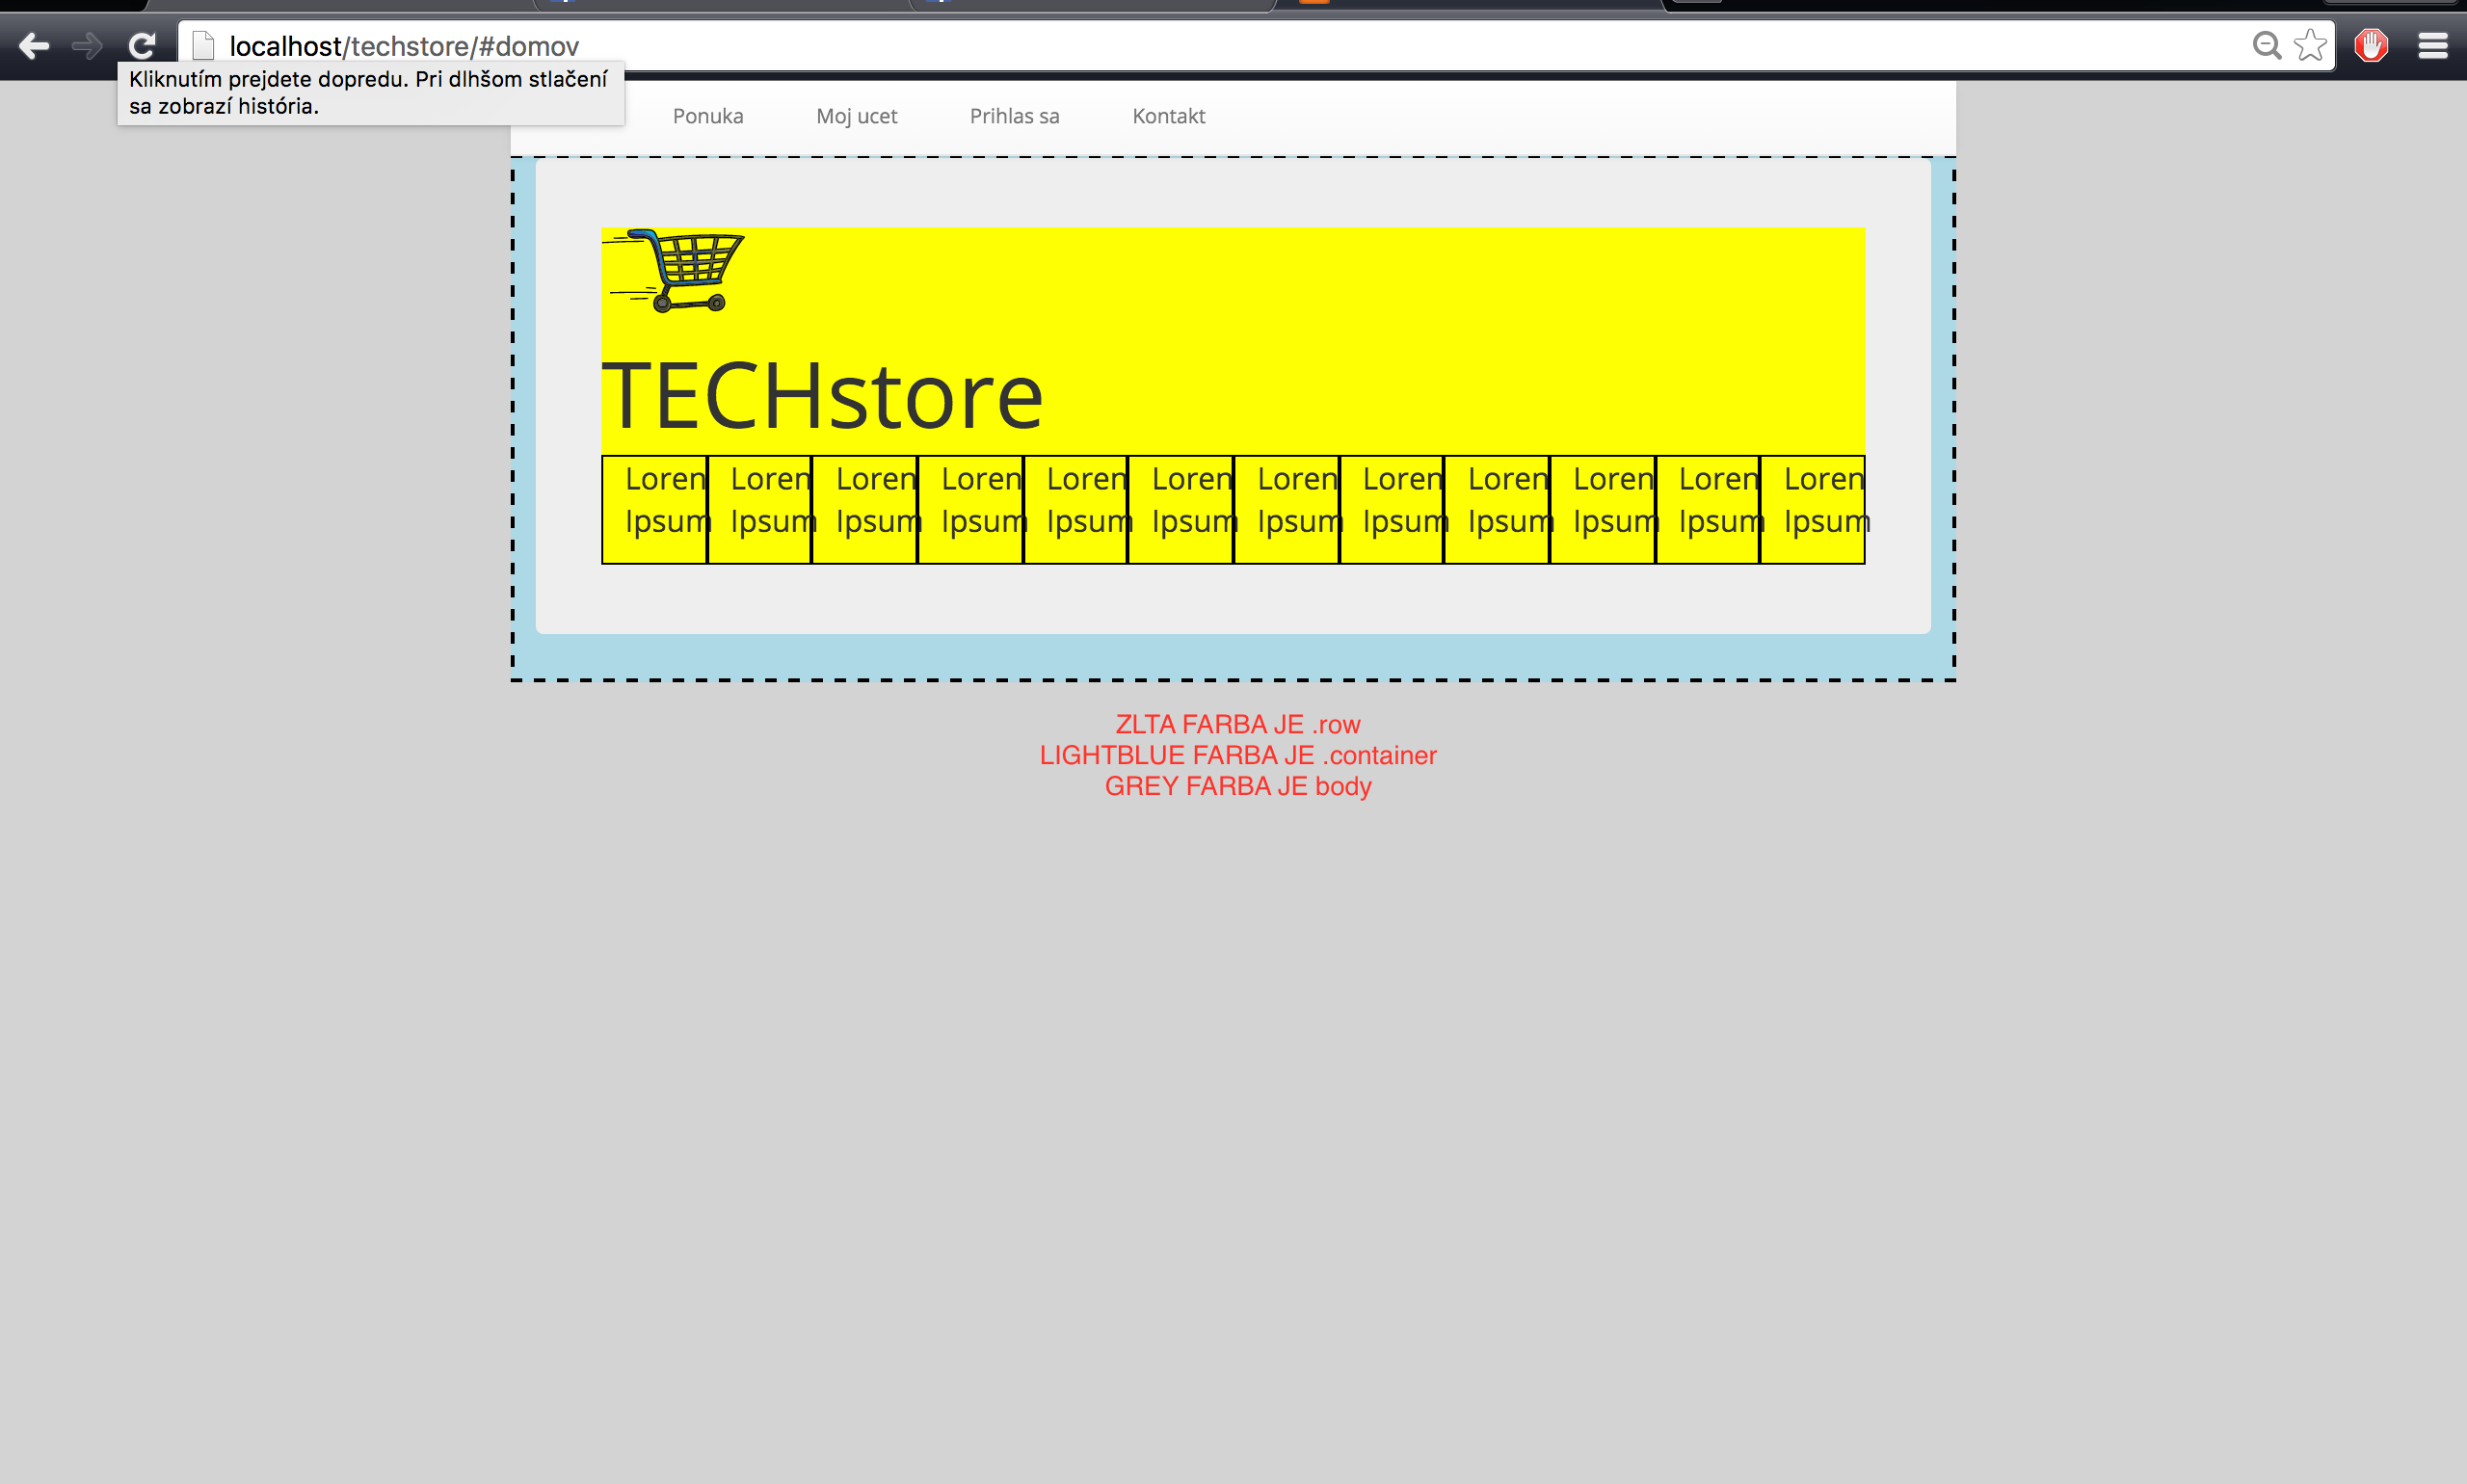 localhost/techstore/#domov
Kliknutím prejdete dopredu. Pri dlhšom stlačení
sa zobrazí história.
Ponuka Moj ucet Prihlas sa Kontakt
TECHstore
Loren Loren Loren Loren Loren Loren Loren Loren Loren Loren Loren Loren
Ipsum Ipsum Ipsum Ipsum Ipsum Ipsum Ipsum Ipsum Ipsum Ipsum Ipsum Ipsum
ZLTA FARBA JE .row
LIGHTBLUE FARBA JE .container
GREY FARBA JE body